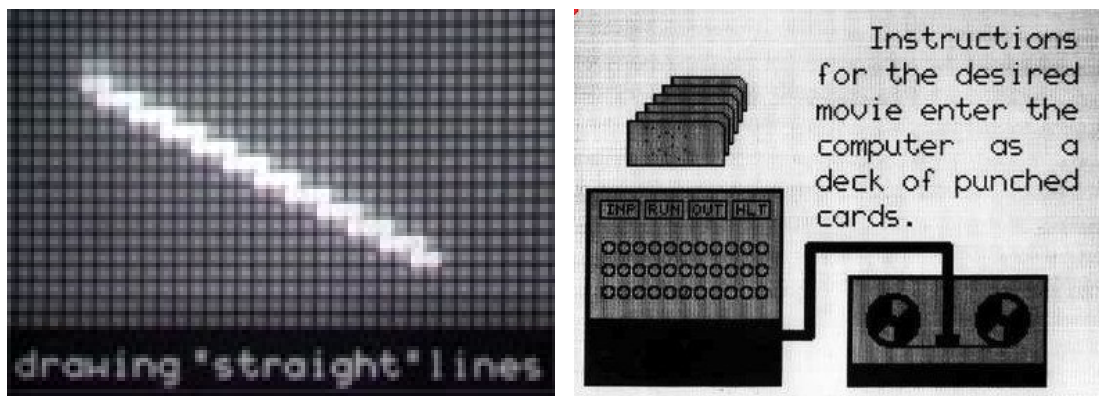 drawing "straight" lines
Instructions
for the desired
movie enter the
computer as a
deck of punched
cards.
INP RUN OUT HLT